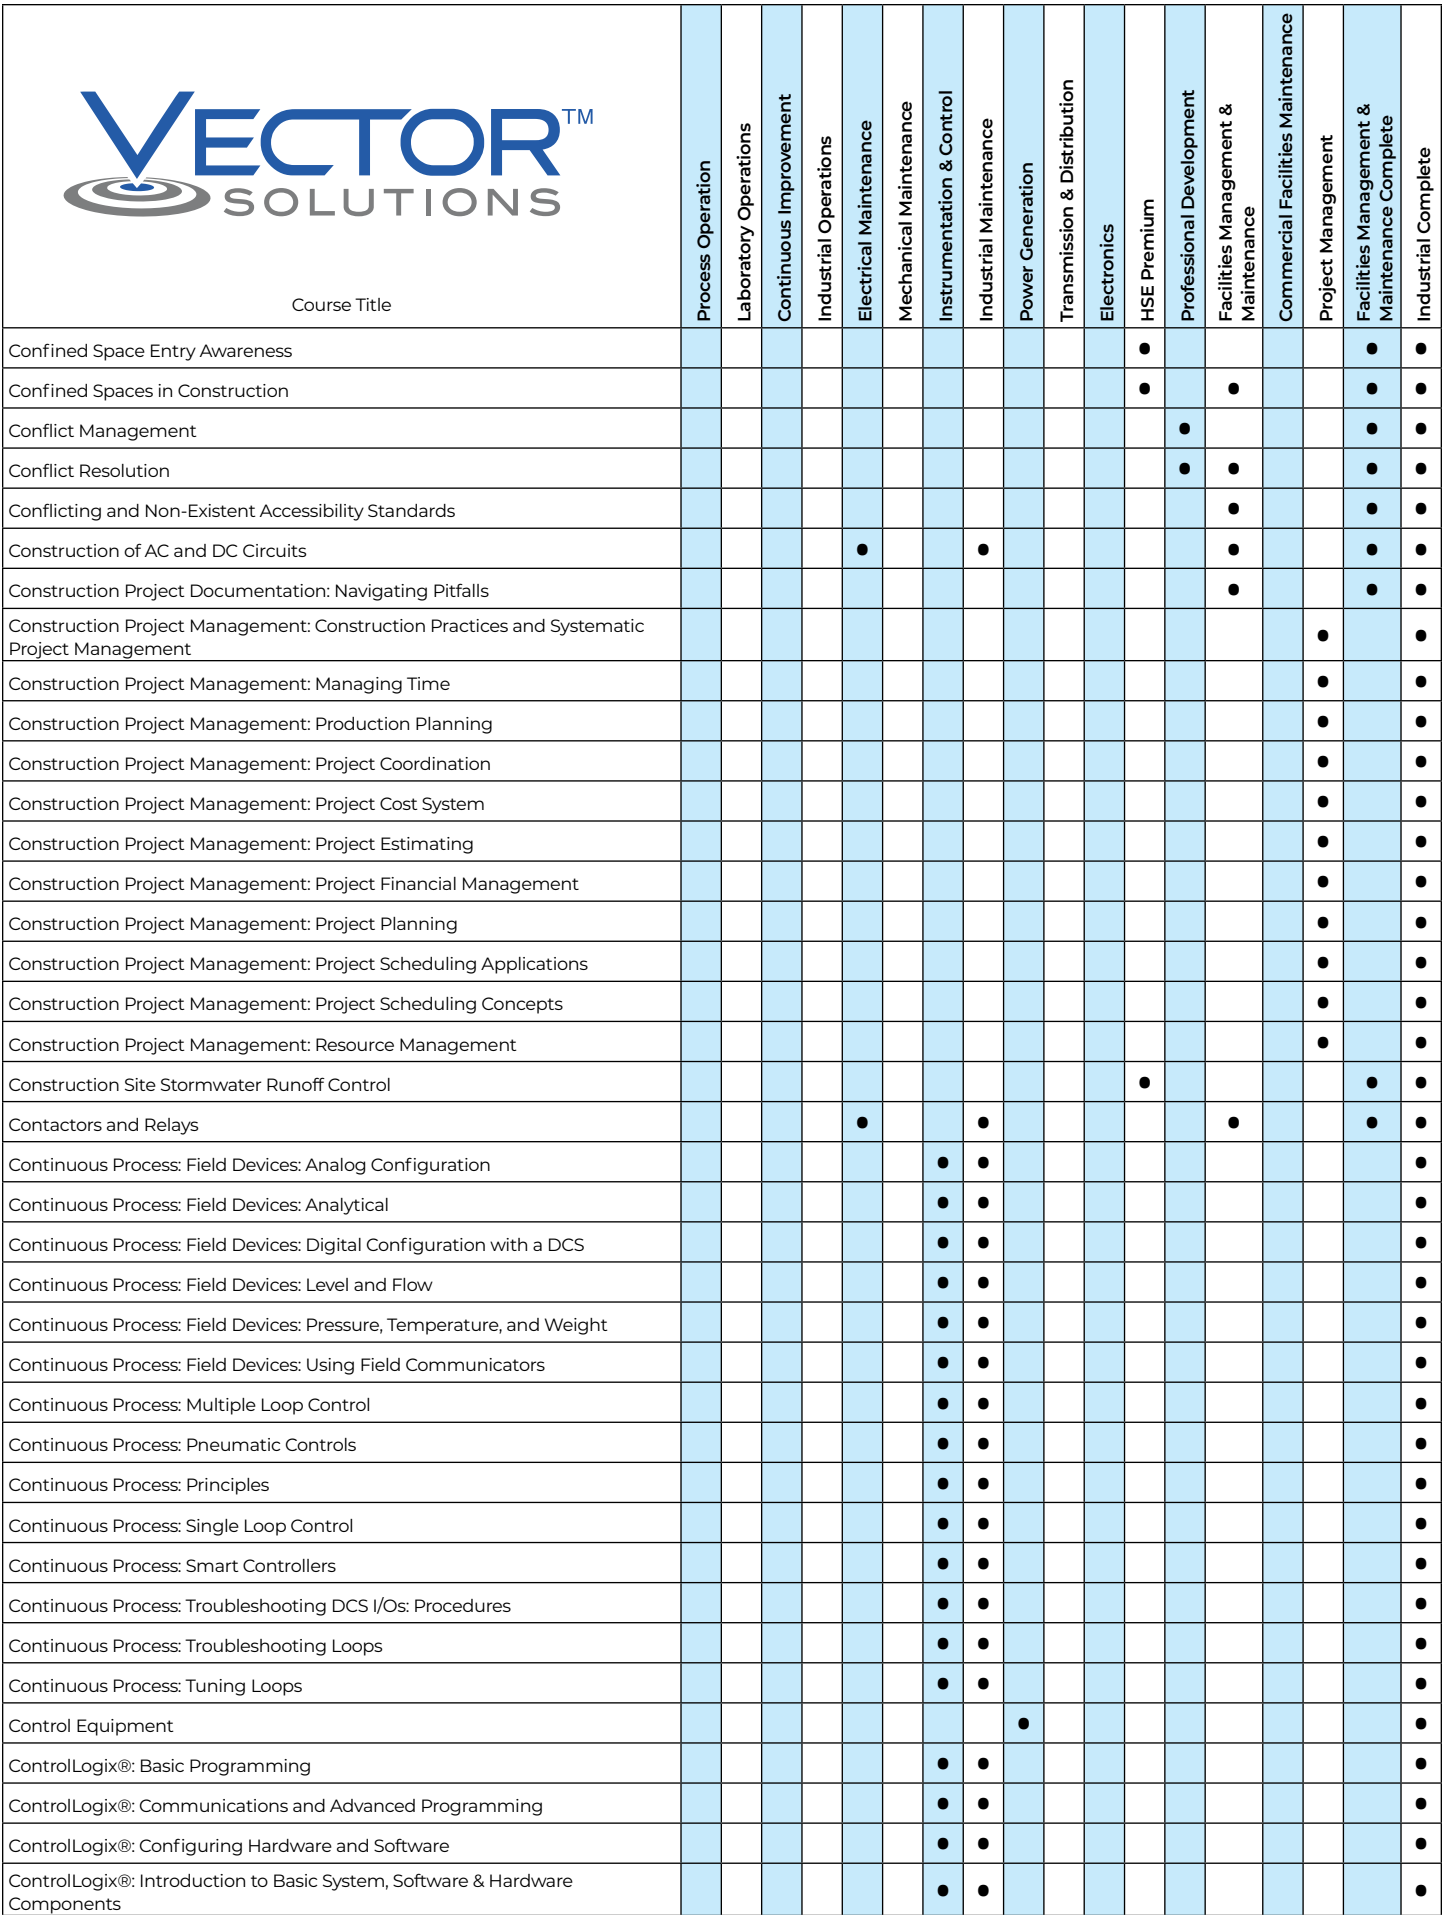 VECTOR™
SOLUTIONS
Course Title
Process Operation
Laboratory Operations
Continuous Improvement
Industrial Operations
Electrical Maintenance
Mechanical Maintenance
Instrumentation & Control
Industrial Maintenance
Power Generation
Transmission & Distribution
Electronics
HSE Premium
Professional Development
Facilities Management &
Maintenance
Commercial Facilities Maintenance
Project Management
Facilities Management &
Maintenance Complete
Industrial Complete
Confined Space Entry Awareness • • •
Confined Spaces in Construction • • • •
Conflict Management • • •
Conflict Resolution • • • •
Conflicting and Non-Existent Accessibility Standards • • •
Construction of AC and DC Circuits • • • • •
Construction Project Documentation: Navigating Pitfalls • • •
Construction Project Management: Construction Practices and Systematic
Project Management • •
Construction Project Management: Managing Time • •
Construction Project Management: Production Planning • •
Construction Project Management: Project Coordination • •
Construction Project Management: Project Cost System • •
Construction Project Management: Project Estimating • •
Construction Project Management: Project Financial Management • •
Construction Project Management: Project Planning • •
Construction Project Management: Project Scheduling Applications • •
Construction Project Management: Project Scheduling Concepts • •
Construction Project Management: Resource Management • •
Construction Site Stormwater Runoff Control • • •
Contactors and Relays • • • • •
Continuous Process: Field Devices: Analog Configuration • • •
Continuous Process: Field Devices: Analytical • • •
Continuous Process: Field Devices: Digital Configuration with a DCS • • •
Continuous Process: Field Devices: Level and Flow • • •
Continuous Process: Field Devices: Pressure, Temperature, and Weight • • •
Continuous Process: Field Devices: Using Field Communicators • • •
Continuous Process: Multiple Loop Control • • •
Continuous Process: Pneumatic Controls • • •
Continuous Process: Principles • • •
Continuous Process: Single Loop Control • • •
Continuous Process: Smart Controllers • • •
Continuous Process: Troubleshooting DCS I/Os: Procedures • • •
Continuous Process: Troubleshooting Loops • • •
Continuous Process: Tuning Loops • • •
Control Equipment • •
ControlLogix®: Basic Programming • • •
ControlLogix®: Communications and Advanced Programming • • •
ControlLogix®: Configuring Hardware and Software • • •
ControlLogix®: Introduction to Basic System, Software & Hardware
Components • • •